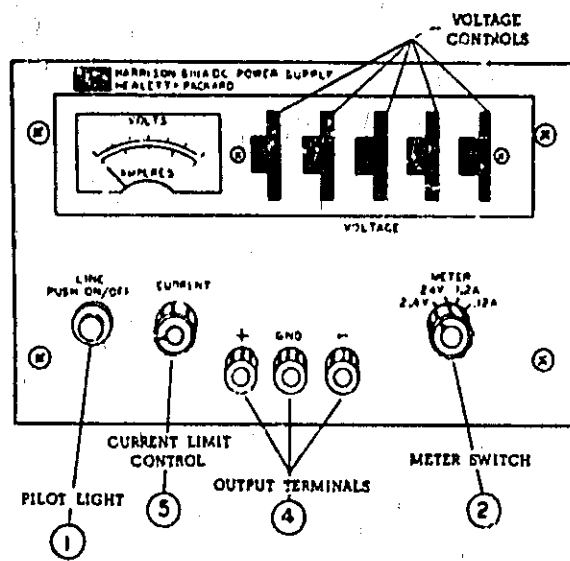 VOLTAGE
CONTROLS
HARRISON 6111A DC POWER SUPPLY
HEWLETT - PACKARD
VOLTS
AMPERES
VOLTAGE
LINE
PUSH ON/OFF
CURRENT
METER
24V 1.2A
2.4V .12A
+ GND -
CURRENT LIMIT
CONTROL
OUTPUT TERMINALS
METER SWITCH
PILOT LIGHT
5
4
2
1